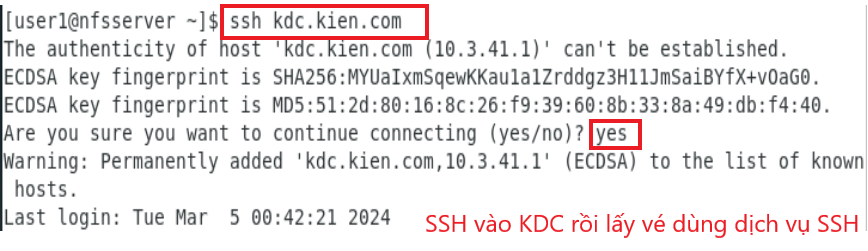 [user1@nfsserver ~]$ ssh kdc.kien.com
The authenticity of host 'kdc.kien.com (10.3.41.1)' can't be established.
ECDSA key fingerprint is SHA256:MYUaIxmSqewKKau1a1Zrddgz3H11JmSaiBYfX+vOaG0.
ECDSA key fingerprint is MD5:51:2d:80:16:8c:26:f9:39:60:8b:33:8a:49:db:f4:40.
Are you sure you want to continue connecting (yes/no)? yes
Warning: Permanently added 'kdc.kien.com,10.3.41.1' (ECDSA) to the list of known
hosts.
Last login: Tue Mar  5 00:42:21 2024
SSH vào KDC rồi lấy vé dùng dịch vụ SSH